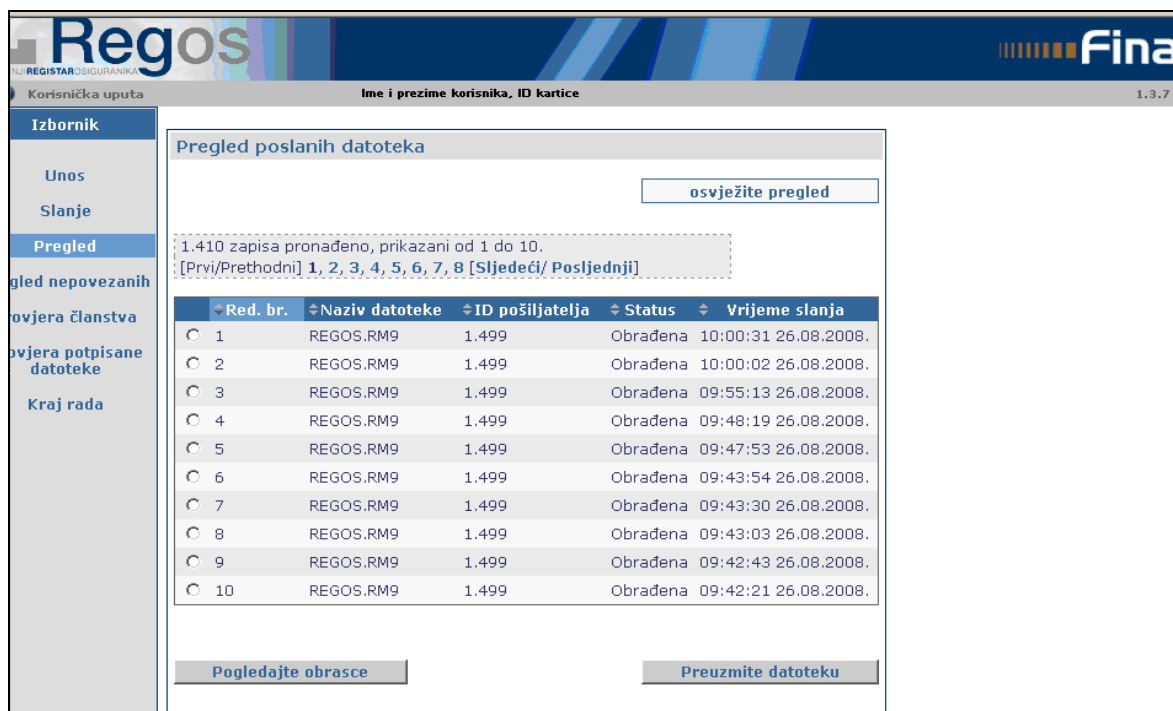 Regos
REGISTAROSIGURANIKA
Fina
Korisnička uputa
Ime i prezime korisnika, ID kartice
1.3.7
Izbornik
Unos
Slanje
Pregled
gled nepovezanih
ovjera članstva
ovjera potpisane
datoteke
Kraj rada
Pregled poslanih datoteka
osvježite pregled
1.410 zapisa pronađeno, prikazani od 1 do 10.
[Prvi/Prethodni] 1, 2, 3, 4, 5, 6, 7, 8 [Sljedeći/ Posljednji]
Red. br. Naziv datoteke ID pošiljatelja Status Vrijeme slanja
1 REGOS.RM9 1.499 Obrađena 10:00:31 26.08.2008.
2 REGOS.RM9 1.499 Obrađena 10:00:02 26.08.2008.
3 REGOS.RM9 1.499 Obrađena 09:55:13 26.08.2008.
4 REGOS.RM9 1.499 Obrađena 09:48:19 26.08.2008.
5 REGOS.RM9 1.499 Obrađena 09:47:53 26.08.2008.
6 REGOS.RM9 1.499 Obrađena 09:43:54 26.08.2008.
7 REGOS.RM9 1.499 Obrađena 09:43:30 26.08.2008.
8 REGOS.RM9 1.499 Obrađena 09:43:03 26.08.2008.
9 REGOS.RM9 1.499 Obrađena 09:42:43 26.08.2008.
10 REGOS.RM9 1.499 Obrađena 09:42:21 26.08.2008.
Pogledajte obrasce
Preuzmite datoteku